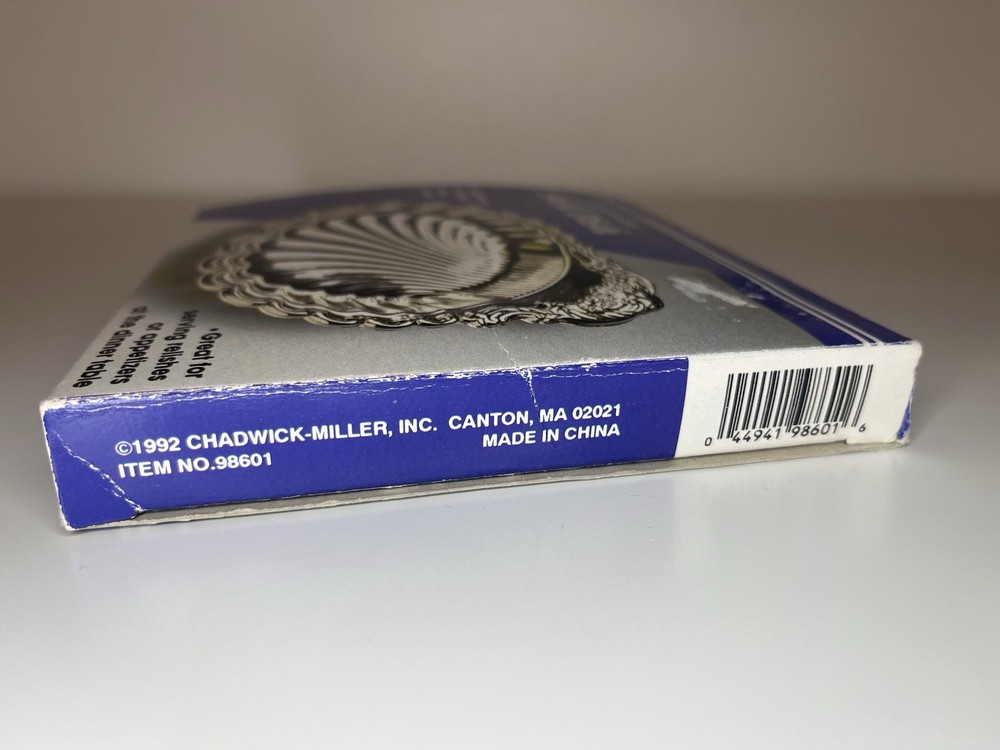 *Great for
serving relishes
or appetizers
at the dinner table
©1992 CHADWICK-MILLER, INC. CANTON, MA 02021
ITEM NO.98601
MADE IN CHINA
0 44941 98601 6